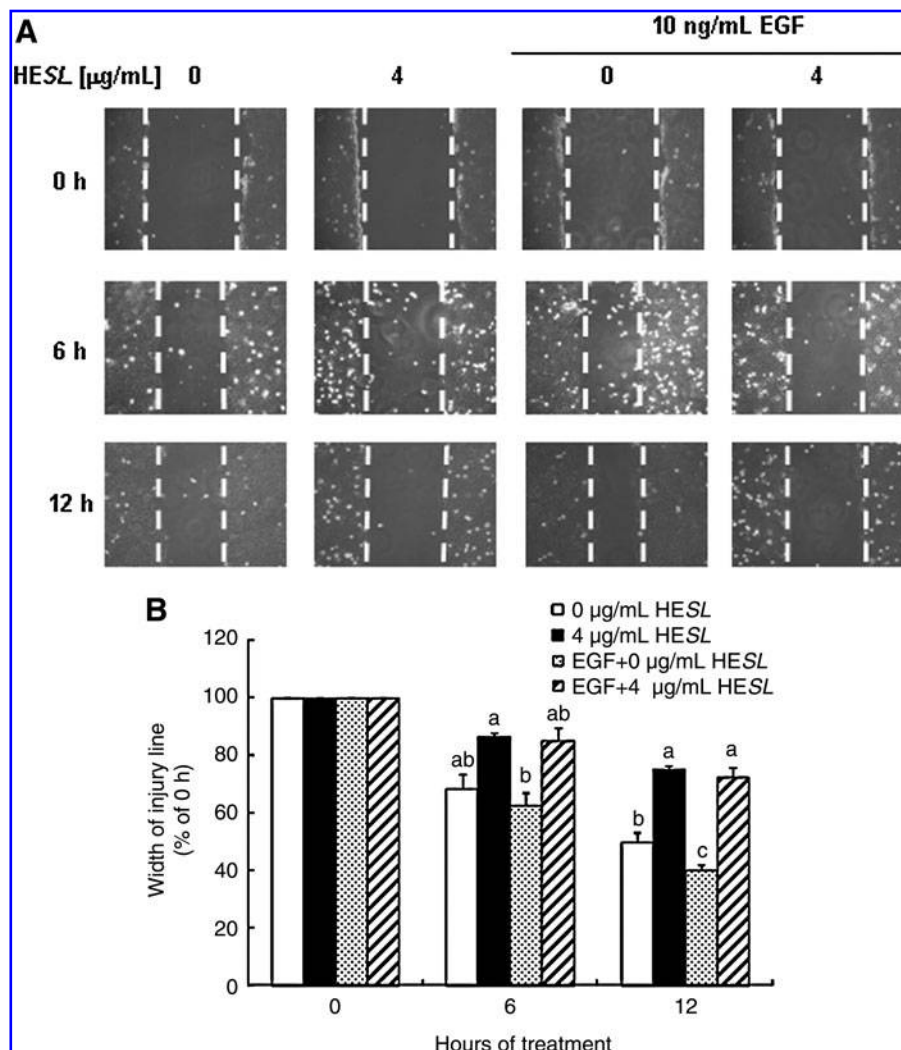 A
10 ng/mL EGF
HESL [µg/mL] 0 4 0 4
0 h
6 h
12 h
B
0 µg/mL HESL
4 µg/mL HESL
EGF+0 µg/mL HESL
EGF+4 µg/mL HESL
Width of injury line
(% of 0 h)
120
100
80
60
40
20
0
ab a b ab
b a c a
0 6 12
Hours of treatment